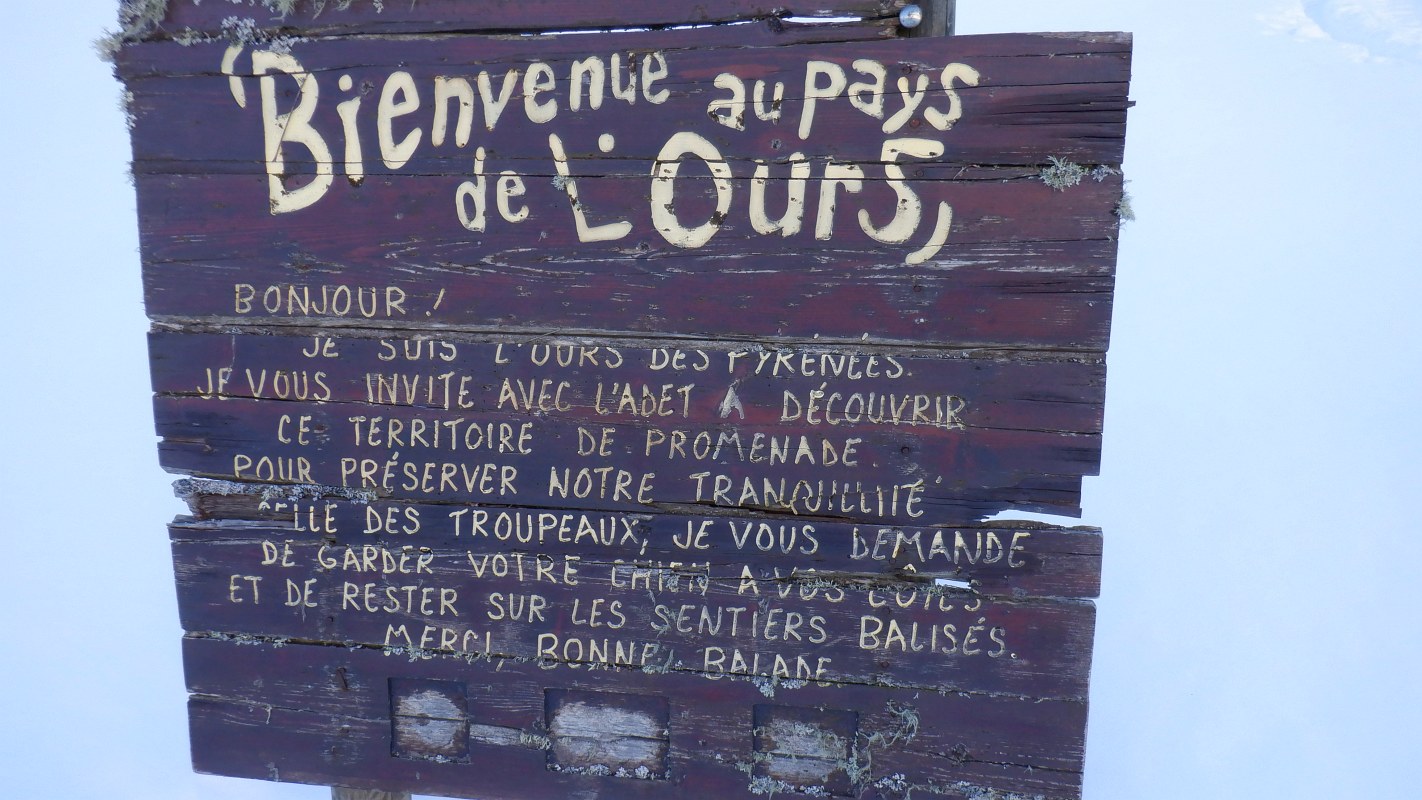 "Bienvenue au pays
de L'Ours"
BONJOUR !
JE SUIS L'OURS DES PYRÉNÉES.
JE VOUS INVITE AVEC L'ADET À DÉCOUVRIR
CE TERRITOIRE DE PROMENADE.
POUR PRÉSERVER NOTRE TRANQUILLITÉ
DES TROUPEAUX, JE VOUS DEMANDE
DE GARDER VOTRE CHIEN A VOS CÔTÉS
ET DE RESTER SUR LES SENTIERS BALISÉS.
MERCI, BONNE BALADE